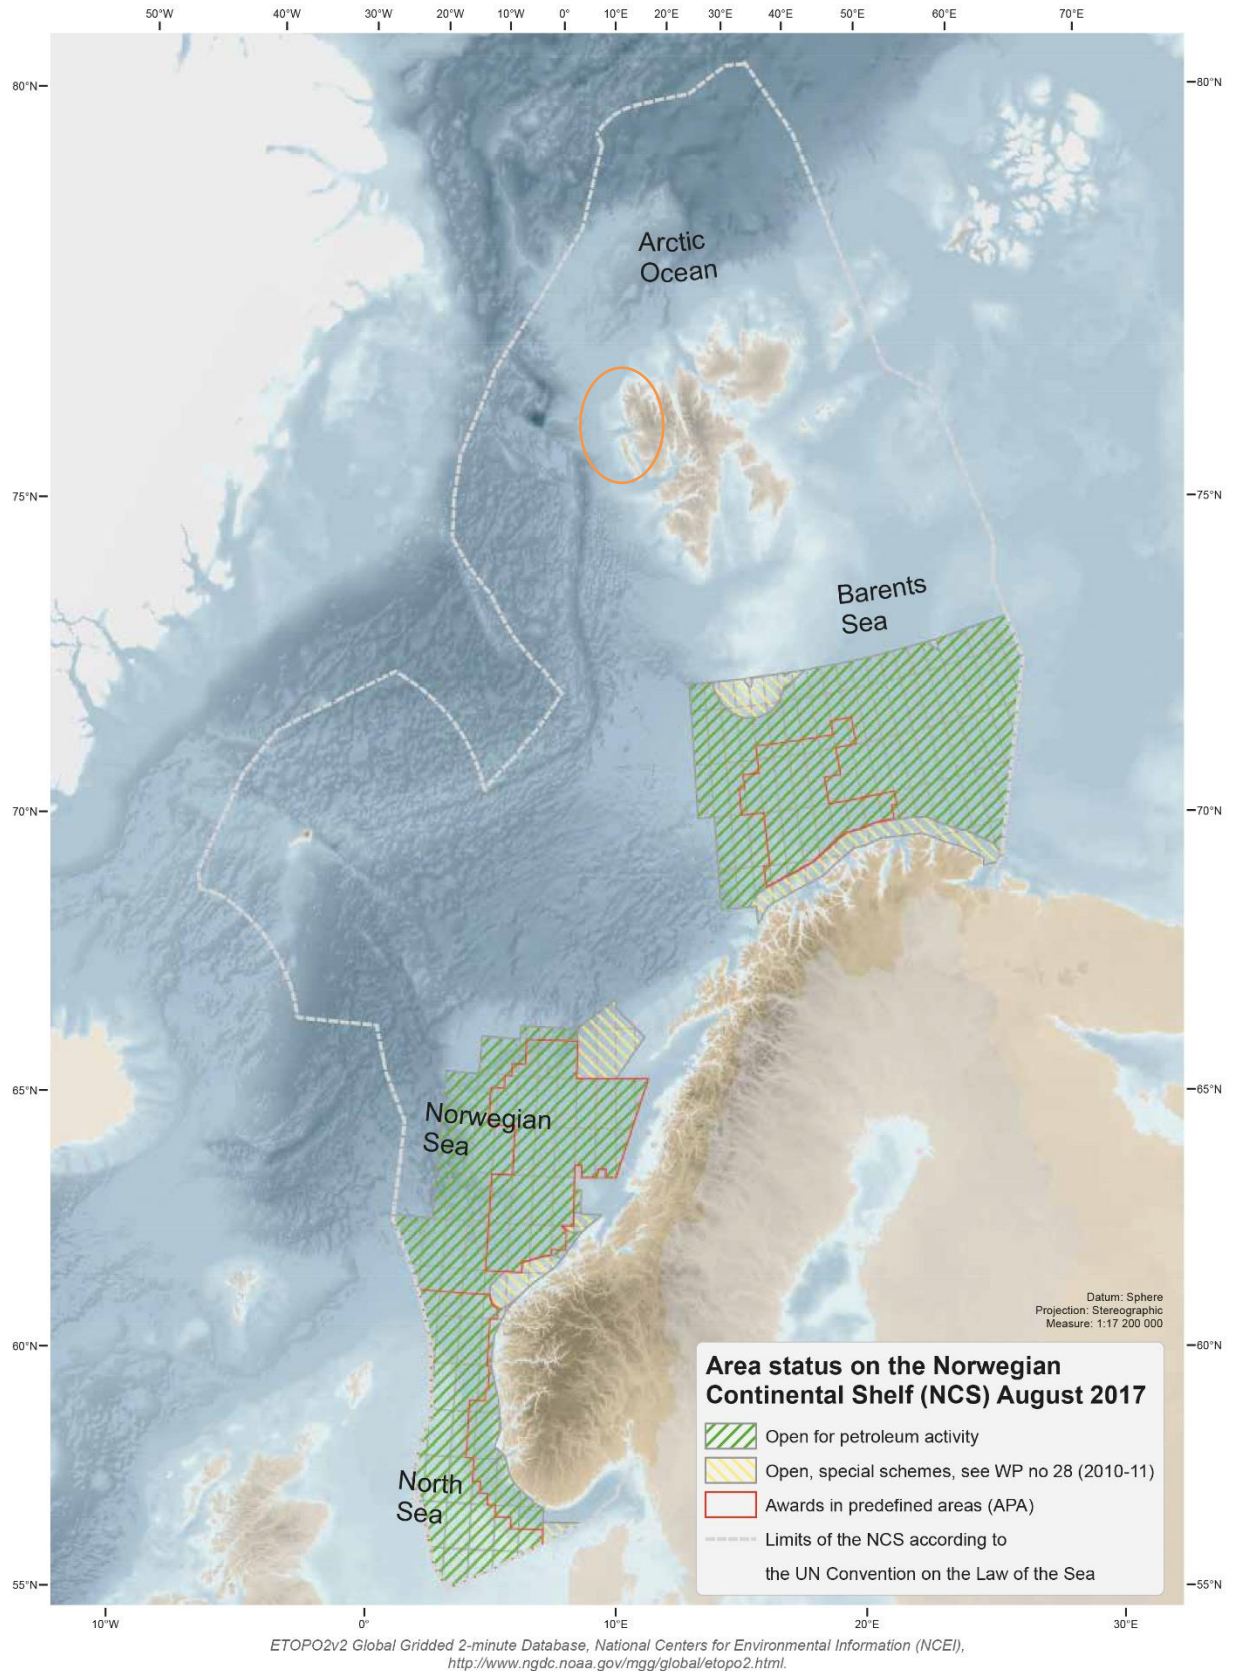 50°W 40°W 30°W 20°W 10°W 0° 10°E 20°E 30°E 40°E 50°E 60°E 70°E
80°N 80°N
Arctic
Ocean
75°N 75°N
Barents
Sea
70°N 70°N
65°N 65°N
Norwegian
Sea
Datum: Sphere
Projection: Stereographic
Measure: 1:17 200 000
60°N 60°N
Area status on the Norwegian
Continental Shelf (NCS) August 2017
Open for petroleum activity
Open, special schemes, see WP no 28 (2010-11)
Awards in predefined areas (APA)
Limits of the NCS according to
the UN Convention on the Law of the Sea
North
Sea
55°N 55°N
10°W 0° 10°E 20°E 30°E
ETOPO2v2 Global Gridded 2-minute Database, National Centers for Environmental Information (NCEI),
http://www.ngdc.noaa.gov/mgg/global/etopo2.html.